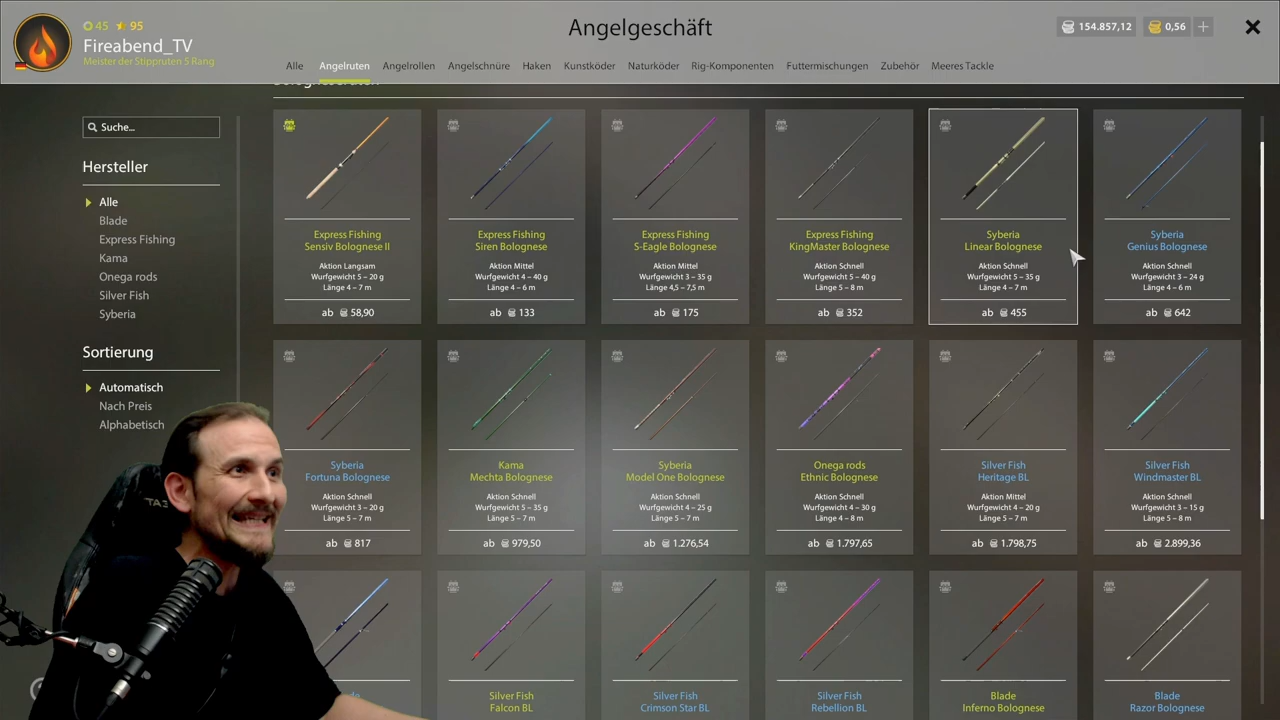 45 95
Fireabend_TV
Meister der Stippruten 5 Rang
Angelgeschäft
154.857,12
0,56
Alle Angelruten Angelrollen Angelschnüre Haken Kunstköder Naturköder Rig-Komponenten Futtermischungen Zubehör Meeres Tackle
Suche...
Hersteller
Alle
Blade
Express Fishing
Kama
Onega rods
Silver Fish
Syberia
Sortierung
Automatisch
Nach Preis
Alphabetisch
Express Fishing
Sensiv Bolognese II
Aktion Langsam
Wurfgewicht 5 – 20 g
Länge 4 – 7 m
ab 58,90
Express Fishing
Siren Bolognese
Aktion Mittel
Wurfgewicht 4 – 40 g
Länge 4 – 6 m
ab 133
Express Fishing
S-Eagle Bolognese
Aktion Mittel
Wurfgewicht 3 – 35 g
Länge 4,5 – 7,5 m
ab 175
Express Fishing
KingMaster Bolognese
Aktion Schnell
Wurfgewicht 5 – 40 g
Länge 5 – 8 m
ab 352
Syberia
Linear Bolognese
Aktion Schnell
Wurfgewicht 5 – 35 g
Länge 4 – 7 m
ab 455
Syberia
Genius Bolognese
Aktion Schnell
Wurfgewicht 3 – 24 g
Länge 4 – 6 m
ab 642
Syberia
Fortuna Bolognese
Aktion Schnell
Wurfgewicht 3 – 20 g
Länge 5 – 7 m
ab 817
Kama
Mechta Bolognese
Aktion Schnell
Wurfgewicht 5 – 35 g
Länge 5 – 7 m
ab 979,50
Syberia
Model One Bolognese
Aktion Schnell
Wurfgewicht 4 – 25 g
Länge 5 – 7 m
ab 1.276,54
Onega rods
Ethnic Bolognese
Aktion Schnell
Wurfgewicht 4 – 30 g
Länge 4 – 8 m
ab 1.797,65
Silver Fish
Heritage BL
Aktion Mittel
Wurfgewicht 4 – 20 g
Länge 5 – 7 m
ab 1.798,75
Silver Fish
Windmaster BL
Aktion Schnell
Wurfgewicht 3 – 15 g
Länge 5 – 8 m
ab 2.899,36
Silver Fish
Falcon BL
Silver Fish
Crimson Star BL
Silver Fish
Rebellion BL
Blade
Inferno Bolognese
Blade
Razor Bolognese